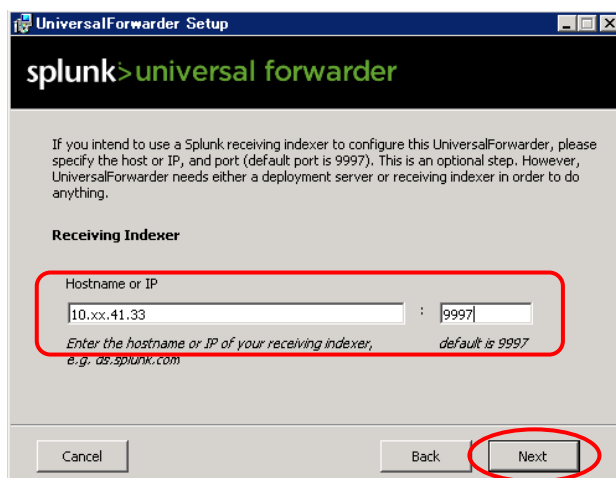 UniversalForwarder Setup
splunk>universal forwarder
If you intend to use a Splunk receiving indexer to configure this UniversalForwarder, please
specify the host or IP, and port (default port is 9997). This is an optional step. However,
UniversalForwarder needs either a deployment server or receiving indexer in order to do
anything.
Receiving Indexer
Hostname or IP
10.xx.41.33 : 9997
Enter the hostname or IP of your receiving indexer, default is 9997
e.g. ds.splunk.com
Cancel Back Next